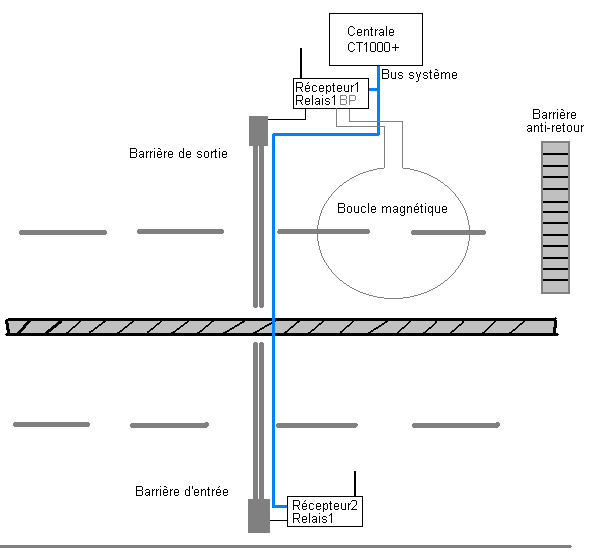 Centrale
CT1000+
Bus système
Récepteur1
Relais1 BP
Barrière
anti-retour
Barrière de sortie
Boucle magnétique
Barrière d'entrée
Récepteur2
Relais1